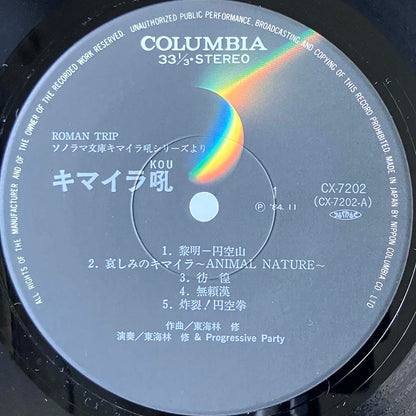 COLUMBIA
33 1/3・STEREO
ROMAN TRIP
ソノラマ文庫キマイラ吼シリーズより
KOU
キマイラ吼
1
Ⓟ '84.11
CX-7202
(CX-7202-A)
1. 黎明－円空山
2. 哀しみのキマイラ〜ANIMAL NATURE〜
3. 彷 徨
4. 無頼漢
5. 炸裂！円空拳
作曲／東海林 修
演奏／東海林 修 & Progressive Party
ALL RIGHTS OF THE MANUFACTURER AND OF THE OWNER OF THE RECORDED WORK RESERVED. UNAUTHORIZED PUBLIC PERFORMANCE, BROADCASTING AND COPYING OF THIS RECORD PROHIBITED. MANUFACTURED IN JAPAN BY NIPPON COLUMBIA CO. LTD.